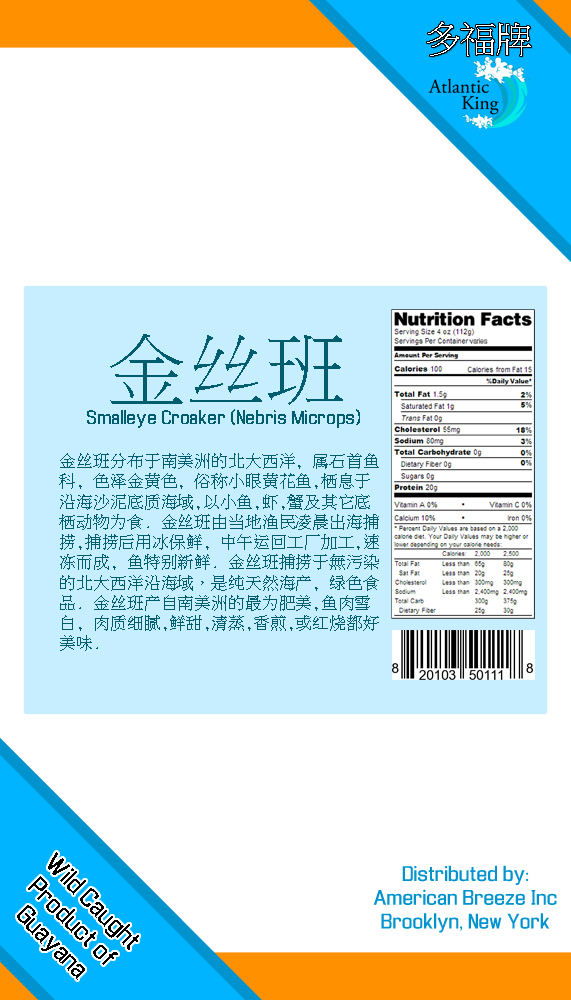 多福牌
Atlantic
King
金丝班
Smalleye Croaker (Nebris Microps)
金丝班分布于南美洲的北大西洋, 属石首鱼
科, 色泽金黄色, 俗称小眼黄花鱼,栖息于
沿海沙泥底质海域,以小鱼,虾,蟹及其它底
栖动物为食. 金丝班由当地渔民凌晨出海捕
捞,捕捞后用冰保鲜, 中午运回工厂加工,速
冻而成, 鱼特别新鲜. 金丝班捕捞于無污染
的北大西洋沿海域，是纯天然海产, 绿色食
品. 金丝班产自南美洲的最为肥美,鱼肉雪
白, 肉质细腻,鲜甜,清蒸,香煎,或红烧都好
美味.
Nutrition Facts
Serving Size 4 oz (112g)
Servings Per Container varies
Amount Per Serving
Calories 100 Calories from Fat 15
%Daily Value*
Total Fat 1.5g 2%
Saturated Fat 1g 5%
Trans Fat 0g
Cholesterol 55mg 18%
Sodium 80mg 3%
Total Carbohydrate 0g 0%
Dietary Fiber 0g 0%
Sugars 0g
Protein 20g
Vitamin A 0% • Vitamin C 0%
Calcium 10% • Iron 0%
* Percent Daily Values are based on a 2,000
calorie diet. Your Daily Values may be higher or
lower depending on your calorie needs:
Calories: 2,000 2,500
Total Fat Less than 65g 80g
Sat Fat Less than 20g 25g
Cholesterol Less than 300mg 300mg
Sodium Less than 2,400mg 2,400mg
Total Carb 300g 375g
Dietary Fiber 25g 30g
8 20103 50111 8
Wild Caught
Product of
Guayana
Distributed by:
American Breeze Inc
Brooklyn, New York